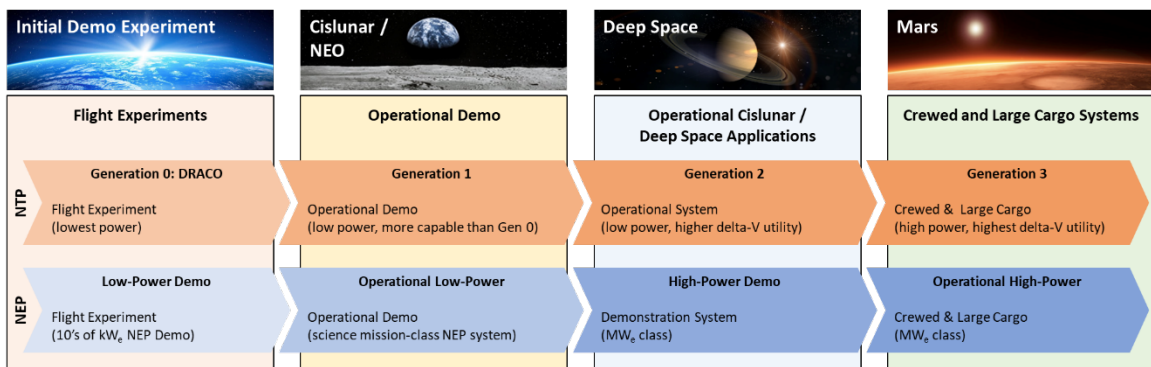 Initial Demo Experiment
Cislunar /
NEO
Deep Space
Mars
Flight Experiments
Operational Demo
Operational Cislunar /
Deep Space Applications
Crewed and Large Cargo Systems
NTP
Generation 0: DRACO
Flight Experiment
(lowest power)
Generation 1
Operational Demo
(low power, more capable than Gen 0)
Generation 2
Operational System
(low power, higher delta-V utility)
Generation 3
Crewed & Large Cargo
(high power, highest delta-V utility)
NEP
Low-Power Demo
Flight Experiment
(10's of kWe NEP Demo)
Operational Low-Power
Operational Demo
(science mission-class NEP system)
High-Power Demo
Demonstration System
(MWe class)
Operational High-Power
Crewed & Large Cargo
(MWe class)